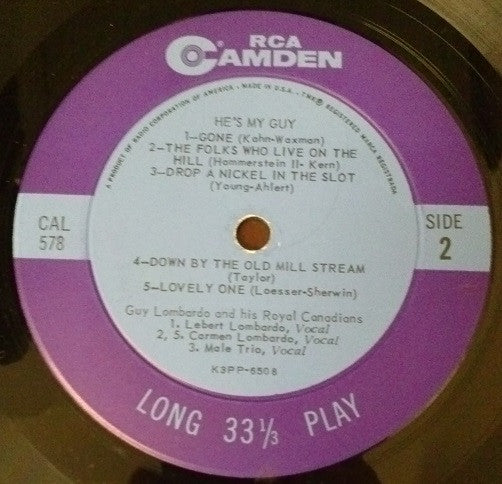 RCA
CAMDEN
A PRODUCT OF RADIO CORPORATION OF AMERICA - MADE IN U.S.A. - TMK® REGISTERED MARCA REGISTRADA
HE'S MY GUY
1—GONE (Kahn-Waxman)
2—THE FOLKS WHO LIVE ON THE
HILL (Hammerstein II- Kern)
3—DROP A NICKEL IN THE SLOT
(Young-Ahlert)
CAL
578
SIDE
2
4—DOWN BY THE OLD MILL STREAM
(Taylor)
5—LOVELY ONE (Loesser-Sherwin)
Guy Lombardo and his Royal Canadians
1. Lebert Lombardo, Vocal
2, 5. Carmen Lombardo, Vocal
3. Male Trio, Vocal
K3PP-6508
LONG 33⅓ PLAY